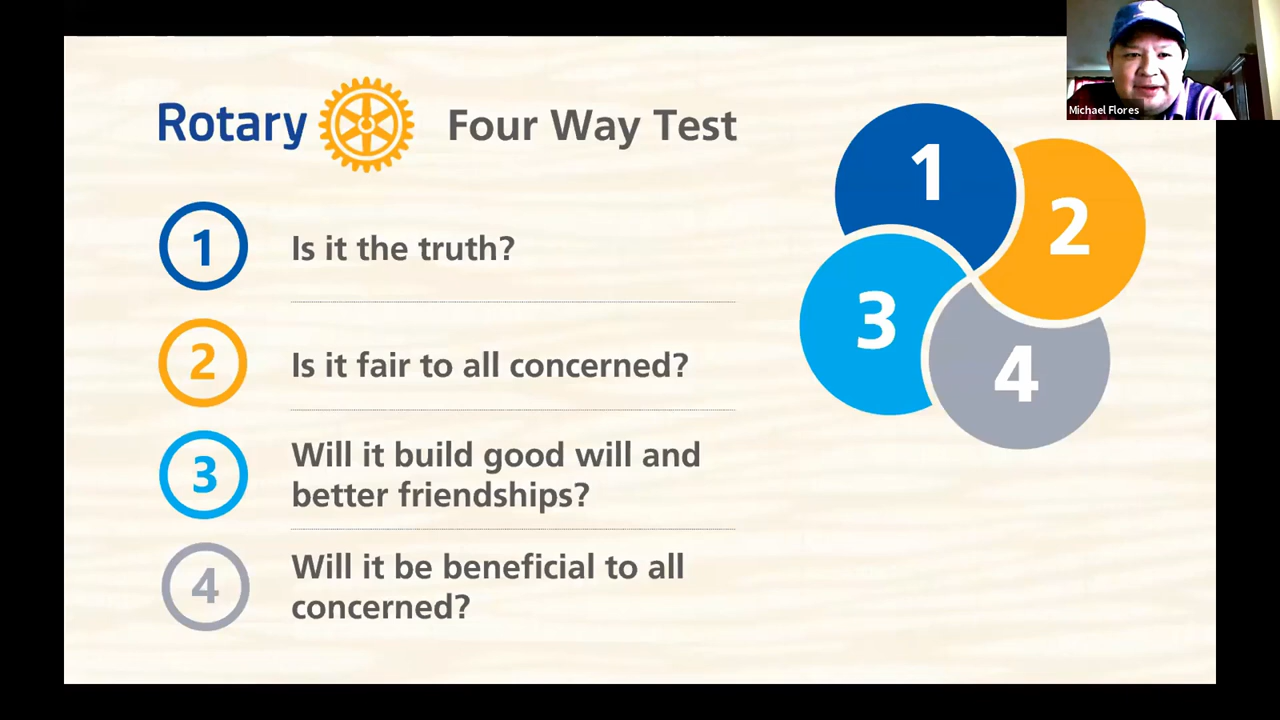 Michael Flores
Rotary Four Way Test
1 Is it the truth?
2 Is it fair to all concerned?
3 Will it build good will and
better friendships?
4 Will it be beneficial to all
concerned?
1
2
3
4